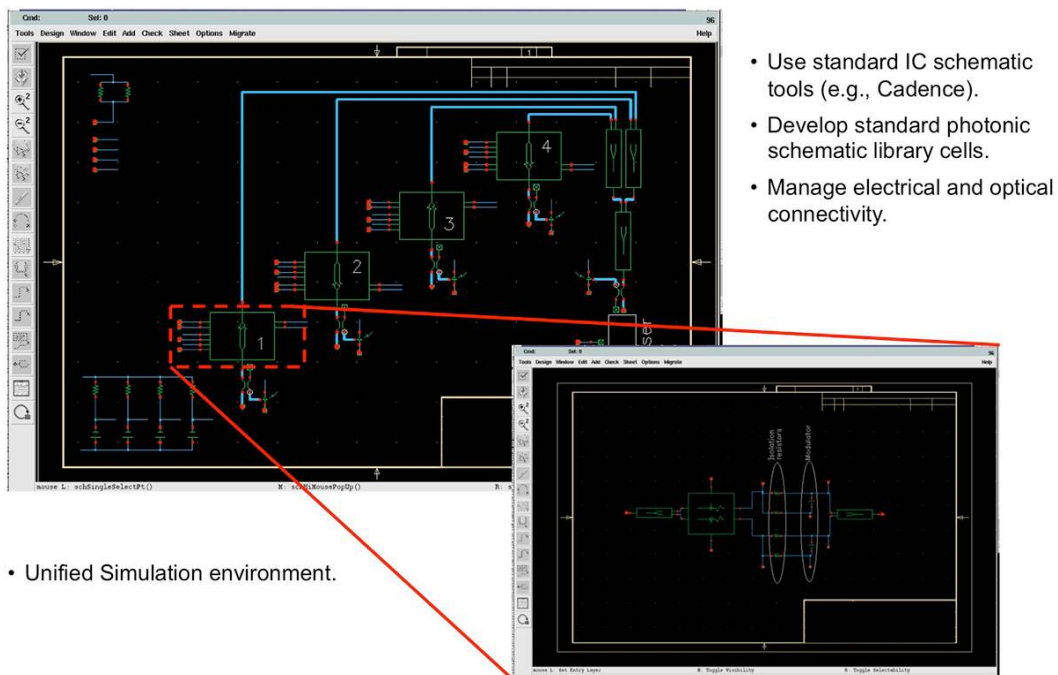 Cmd: Sel: 0 96
Tools Design Window Edit Add Check Sheet Options Migrate Help
1
4
3
2
1
mouse L: schSingleSelectPt()
R: s
• Use standard IC schematic
tools (e.g., Cadence).
• Develop standard photonic
schematic library cells.
• Manage electrical and optical
connectivity.
Cmd: Sel: 0 96
Tools Design Window Edit Add Check Sheet Options Migrate Help
Isolation
resistors
Modulator
mouse L: Set Entry Layer M: Toggle Visibility R: Toggle Selectability
• Unified Simulation environment.